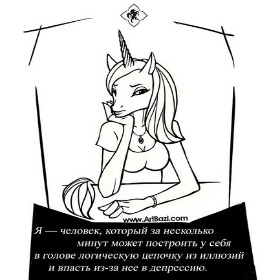 www.ArtBazi.com
Я — человек, который за несколько
минут может построить у себя
в голове логическую цепочку из иллюзий
и впасть из-за нее в депрессию.